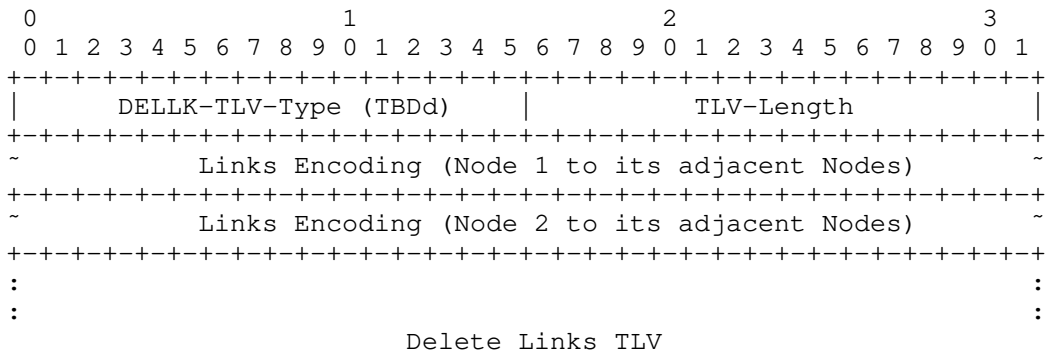 0                   1                   2                   3
 0 1 2 3 4 5 6 7 8 9 0 1 2 3 4 5 6 7 8 9 0 1 2 3 4 5 6 7 8 9 0 1
+-+-+-+-+-+-+-+-+-+-+-+-+-+-+-+-+-+-+-+-+-+-+-+-+-+-+-+-+-+-+-+-+
|      DELLK-TLV-Type (TBDd)    |          TLV-Length           |
+-+-+-+-+-+-+-+-+-+-+-+-+-+-+-+-+-+-+-+-+-+-+-+-+-+-+-+-+-+-+-+-+
~           Links Encoding (Node 1 to its adjacent Nodes)       ~
+-+-+-+-+-+-+-+-+-+-+-+-+-+-+-+-+-+-+-+-+-+-+-+-+-+-+-+-+-+-+-+-+
~           Links Encoding (Node 2 to its adjacent Nodes)       ~
+-+-+-+-+-+-+-+-+-+-+-+-+-+-+-+-+-+-+-+-+-+-+-+-+-+-+-+-+-+-+-+-+
:                                                               :
:                                                               :
                         Delete Links TLV